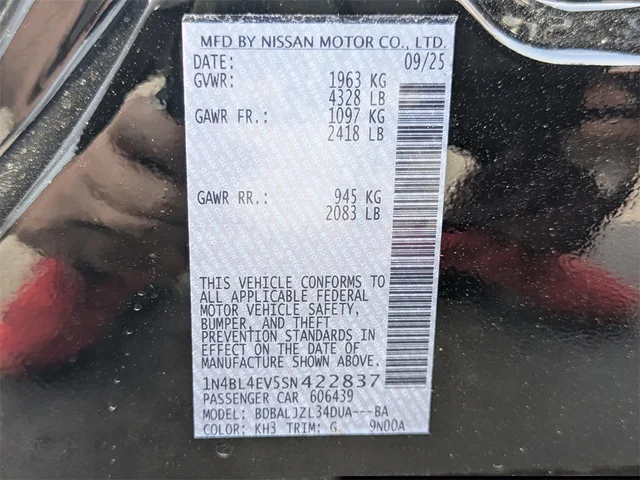 MFD BY NISSAN MOTOR CO., LTD.
DATE: 09/25
GVWR: 1963 KG
4328 LB
GAWR FR.: 1097 KG
2418 LB
GAWR RR.: 945 KG
2083 LB
THIS VEHICLE CONFORMS TO
ALL APPLICABLE FEDERAL
MOTOR VEHICLE SAFETY,
BUMPER, AND THEFT
PREVENTION STANDARDS IN
EFFECT ON THE DATE OF
MANUFACTURE SHOWN ABOVE.
1N4BL4EV5SN422837
PASSENGER CAR 606439
MODEL: BDBALJZL34DUA---BA
COLOR: KH3 TRIM: G 9N00A